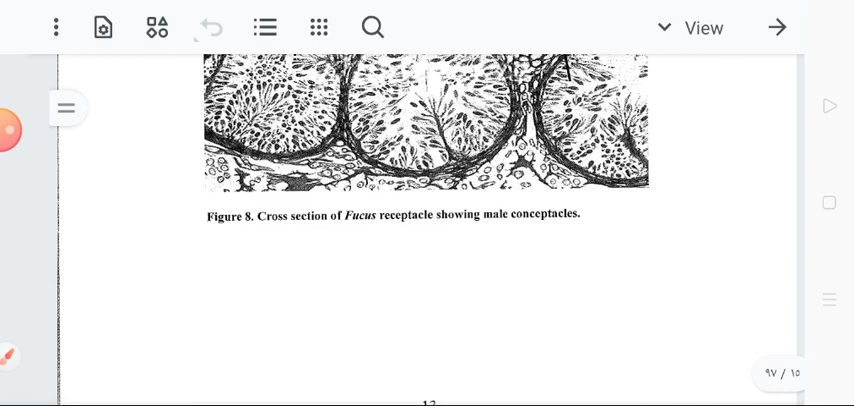 View
Figure 8. Cross section of Fucus receptacle showing male conceptacles.
٩٧ / ١٥